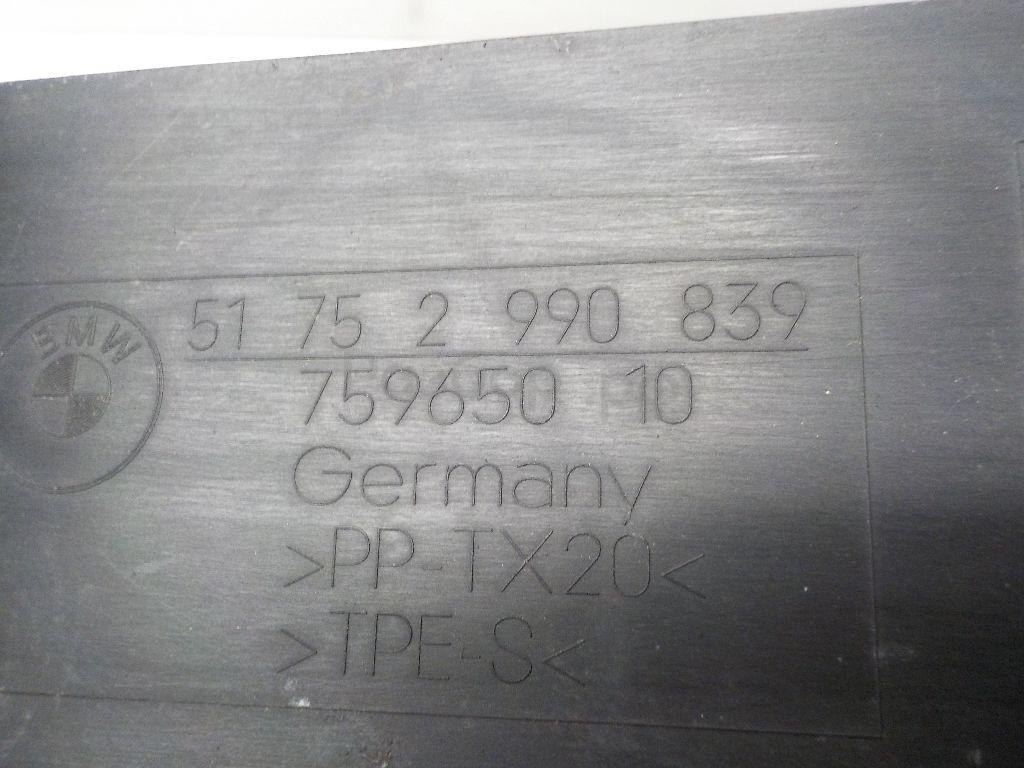 BMW
51 75 2 990 839
759650 10
Germany
>PP-TX20<
>TPE-S<